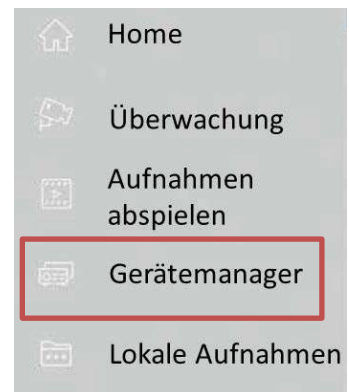 Home
Überwachung
Aufnahmen
abspielen
Gerätemanager
Lokale Aufnahmen